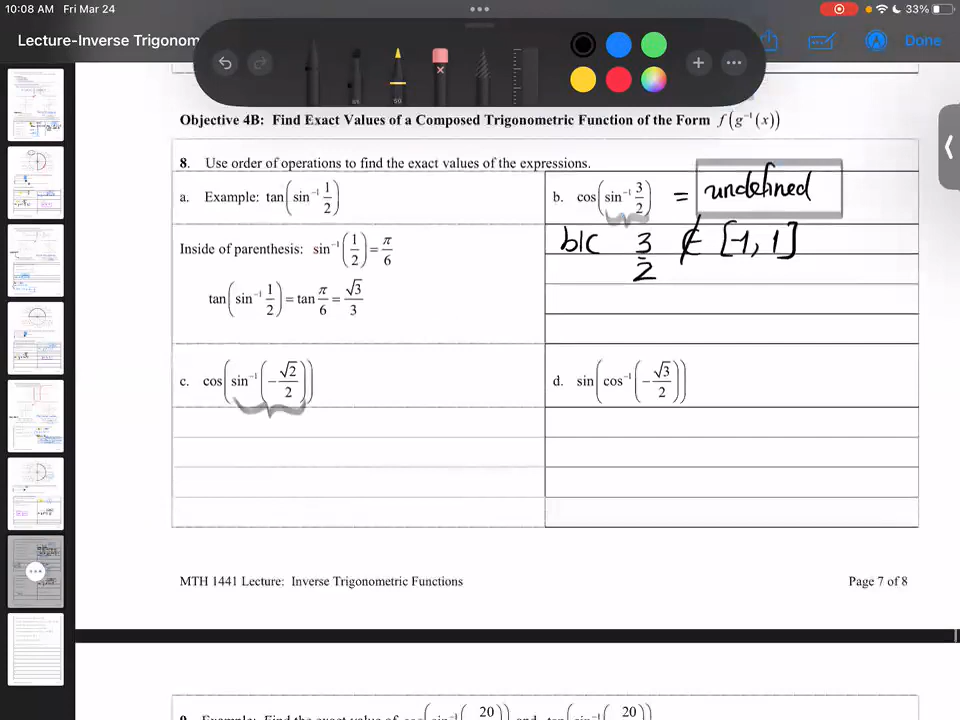 10:08 AM Fri Mar 24
33%
Lecture-Inverse Trigonom
Done
Objective 4B: Find Exact Values of a Composed Trigonometric Function of the Form f(g⁻¹(x))
8. Use order of operations to find the exact values of the expressions.
a. Example: tan(sin⁻¹ 1/2)
b. cos(sin⁻¹ 3/2) = undefined
b/c 3/2 ∉ [-1, 1]
Inside of parenthesis: sin⁻¹(1/2) = π/6
tan(sin⁻¹ 1/2) = tan π/6 = √3/3
c. cos(sin⁻¹(-√2/2))
d. sin(cos⁻¹(-√3/2))
MTH 1441 Lecture: Inverse Trigonometric Functions
Page 7 of 8